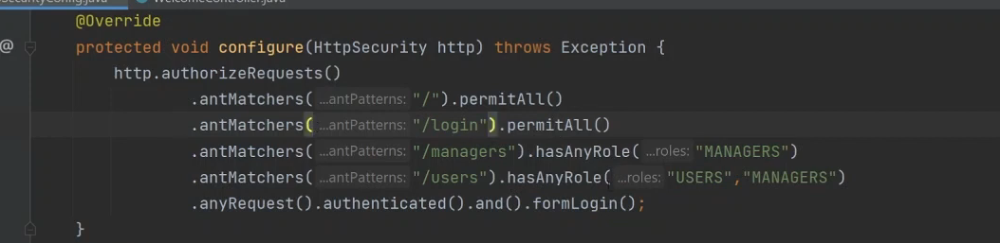 @Override
@ protected void configure(HttpSecurity http) throws Exception {
http.authorizeRequests()
.antMatchers( ...antPatterns: "/").permitAll()
.antMatchers( ...antPatterns: "/login").permitAll()
.antMatchers( ...antPatterns: "/managers").hasAnyRole( ...roles: "MANAGERS")
.antMatchers( ...antPatterns: "/users").hasAnyRole( ...roles: "USERS","MANAGERS")
.anyRequest().authenticated().and().formLogin();
}